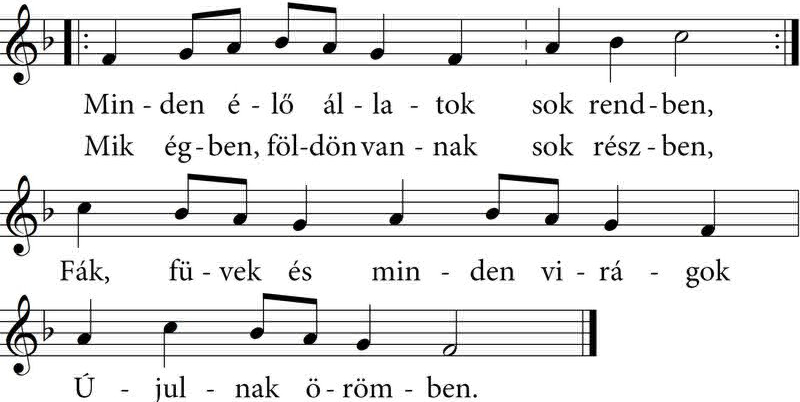 Min - den é - lő ál - la - tok sok rend - ben,
Mik ég - ben, föl - dön van - nak sok rész - ben,
Fák, fü - vek és min - den vi - rá - gok
Ú - jul - nak ö - röm - ben.